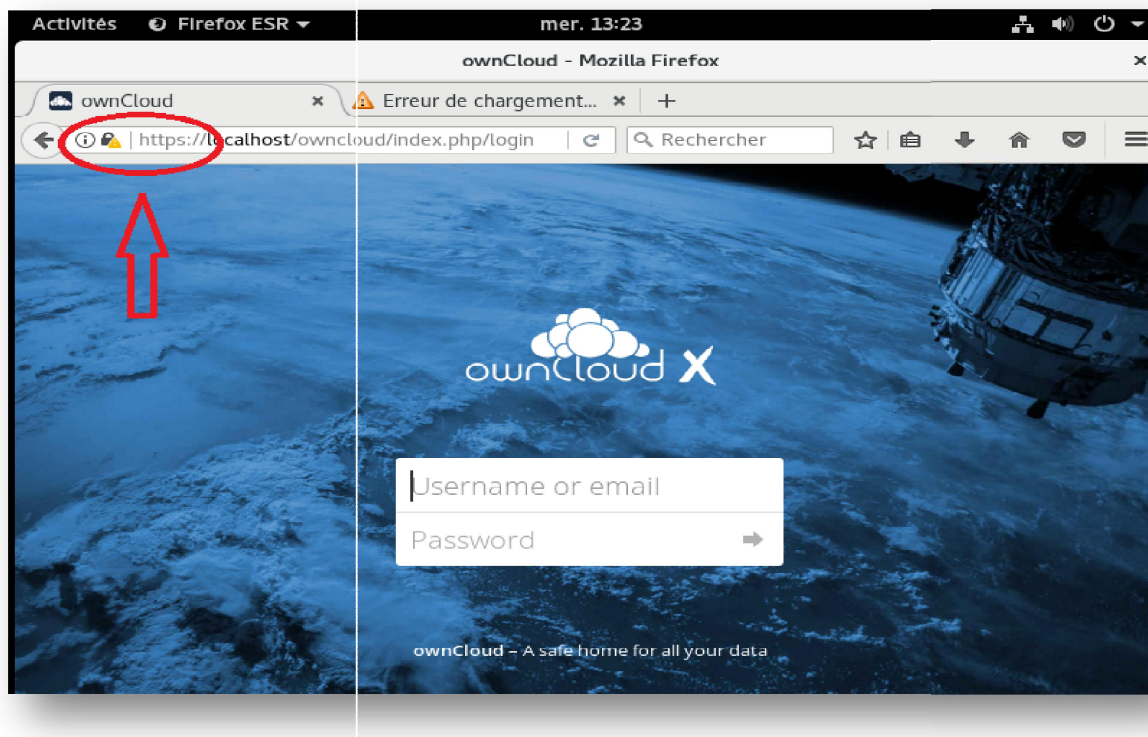 Activités Firefox ESR mer. 13:23
ownCloud - Mozilla Firefox
ownCloud Erreur de chargement...
https://localhost/owncloud/index.php/login Rechercher
ownCloud X
Username or email
Password
ownCloud – A safe home for all your data